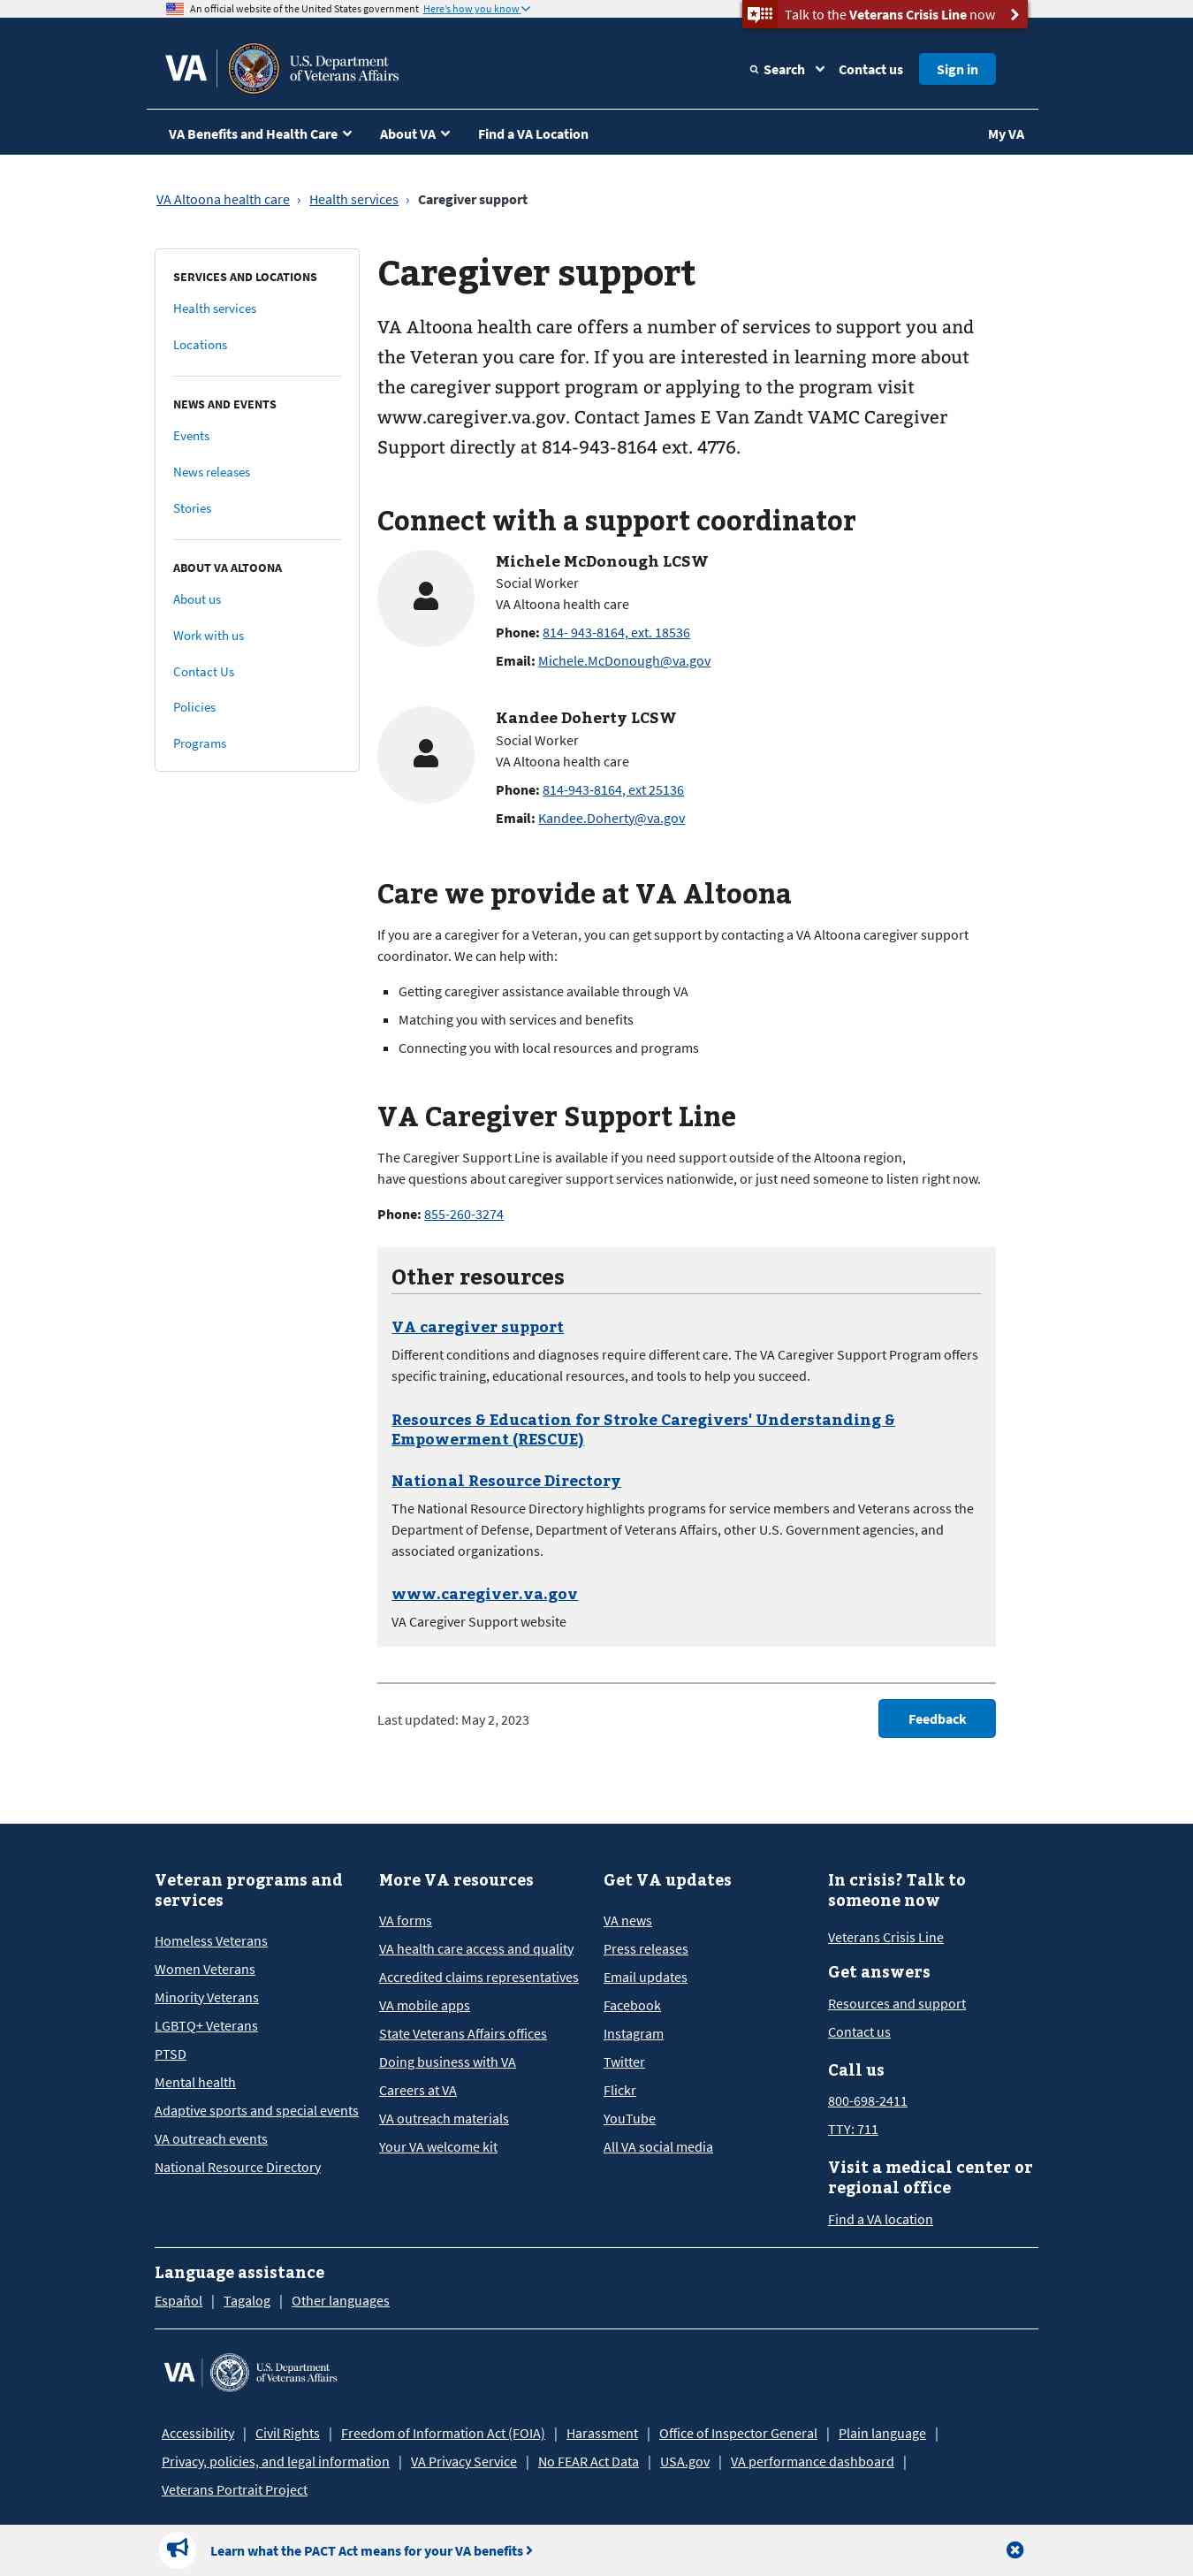 An official website of the United States government Here's how you know
Talk to the Veterans Crisis Line now
VA U.S. Department
of Veterans Affairs
Search Contact us Sign in
VA Benefits and Health Care About VA Find a VA Location My VA
VA Altoona health care › Health services › Caregiver support
SERVICES AND LOCATIONS
Health services
Locations
NEWS AND EVENTS
Events
News releases
Stories
ABOUT VA ALTOONA
About us
Work with us
Contact Us
Policies
Programs
Caregiver support
VA Altoona health care offers a number of services to support you and
the Veteran you care for. If you are interested in learning more about
the caregiver support program or applying to the program visit
www.caregiver.va.gov. Contact James E Van Zandt VAMC Caregiver
Support directly at 814-943-8164 ext. 4776.
Connect with a support coordinator
Michele McDonough LCSW
Social Worker
VA Altoona health care
Phone: 814- 943-8164, ext. 18536
Email: Michele.McDonough@va.gov
Kandee Doherty LCSW
Social Worker
VA Altoona health care
Phone: 814-943-8164, ext 25136
Email: Kandee.Doherty@va.gov
Care we provide at VA Altoona
If you are a caregiver for a Veteran, you can get support by contacting a VA Altoona caregiver support
coordinator. We can help with:
Getting caregiver assistance available through VA
Matching you with services and benefits
Connecting you with local resources and programs
VA Caregiver Support Line
The Caregiver Support Line is available if you need support outside of the Altoona region,
have questions about caregiver support services nationwide, or just need someone to listen right now.
Phone: 855-260-3274
Other resources
VA caregiver support
Different conditions and diagnoses require different care. The VA Caregiver Support Program offers
specific training, educational resources, and tools to help you succeed.
Resources & Education for Stroke Caregivers' Understanding &
Empowerment (RESCUE)
National Resource Directory
The National Resource Directory highlights programs for service members and Veterans across the
Department of Defense, Department of Veterans Affairs, other U.S. Government agencies, and
associated organizations.
www.caregiver.va.gov
VA Caregiver Support website
Last updated: May 2, 2023
Feedback
Veteran programs and
services
Homeless Veterans
Women Veterans
Minority Veterans
LGBTQ+ Veterans
PTSD
Mental health
Adaptive sports and special events
VA outreach events
National Resource Directory
More VA resources
VA forms
VA health care access and quality
Accredited claims representatives
VA mobile apps
State Veterans Affairs offices
Doing business with VA
Careers at VA
VA outreach materials
Your VA welcome kit
Get VA updates
VA news
Press releases
Email updates
Facebook
Instagram
Twitter
Flickr
YouTube
All VA social media
In crisis? Talk to
someone now
Veterans Crisis Line
Get answers
Resources and support
Contact us
Call us
800-698-2411
TTY: 711
Visit a medical center or
regional office
Find a VA location
Language assistance
Español | Tagalog | Other languages
VA U.S. Department
of Veterans Affairs
Accessibility | Civil Rights | Freedom of Information Act (FOIA) | Harassment | Office of Inspector General | Plain language |
Privacy, policies, and legal information | VA Privacy Service | No FEAR Act Data | USA.gov | VA performance dashboard |
Veterans Portrait Project
Learn what the PACT Act means for your VA benefits